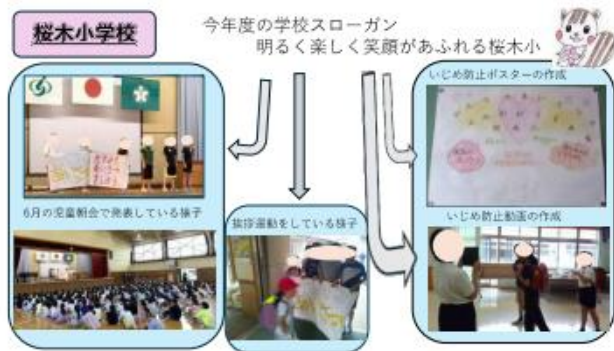 桜木小学校
今年度の学校スローガン
明るく楽しく笑顔があふれる桜木小
いじめ防止ポスターの作成
6月の児童朝会で発表している様子
挨拶運動をしている様子
いじめ防止動画の作成